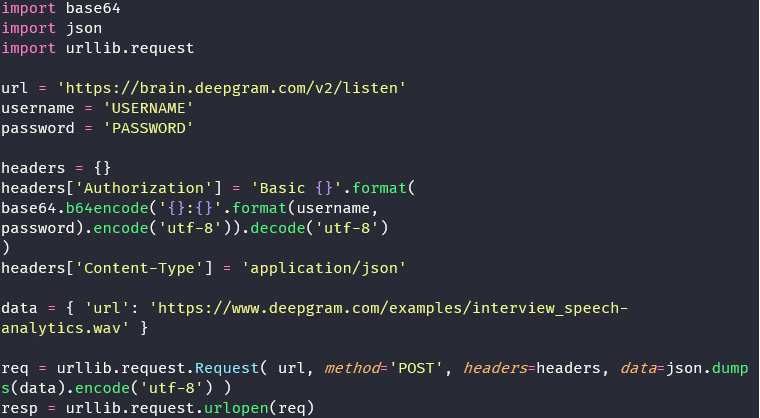 import base64
import json
import urllib.request
url = 'https://brain.deepgram.com/v2/listen'
username = 'USERNAME'
password = 'PASSWORD'
headers = {}
headers['Authorization'] = 'Basic {}'.format(
base64.b64encode('{}:{}'.format(username,
password).encode('utf-8')).decode('utf-8')
)
headers['Content-Type'] = 'application/json'
data = { 'url': 'https://www.deepgram.com/examples/interview_speech-
analytics.wav' }
req = urllib.request.Request( url, method='POST', headers=headers, data=json.dump
s(data).encode('utf-8') )
resp = urllib.request.urlopen(req)